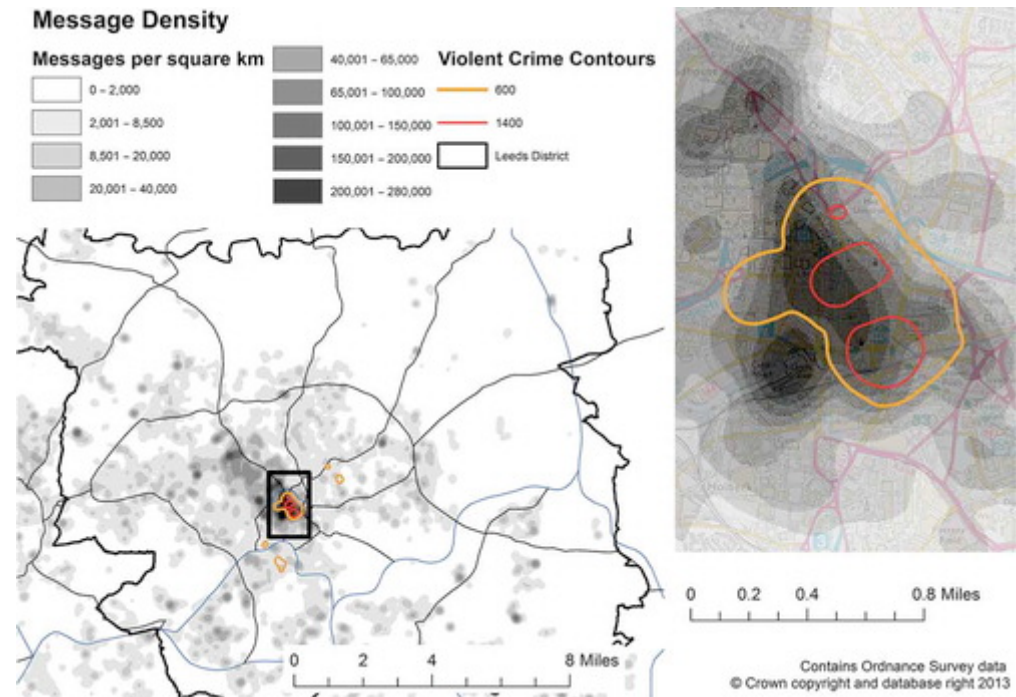 Message Density
Messages per square km
0 – 2,000
2,001 – 8,500
8,501 – 20,000
20,001 – 40,000
40,001 – 65,000
65,001 – 100,000
100,001 – 150,000
150,001 – 200,000
200,001 – 280,000
Violent Crime Contours
600
1400
Leeds District
0 2 4 8 Miles
0 0.2 0.4 0.8 Miles
Contains Ordnance Survey data
© Crown copyright and database right 2013